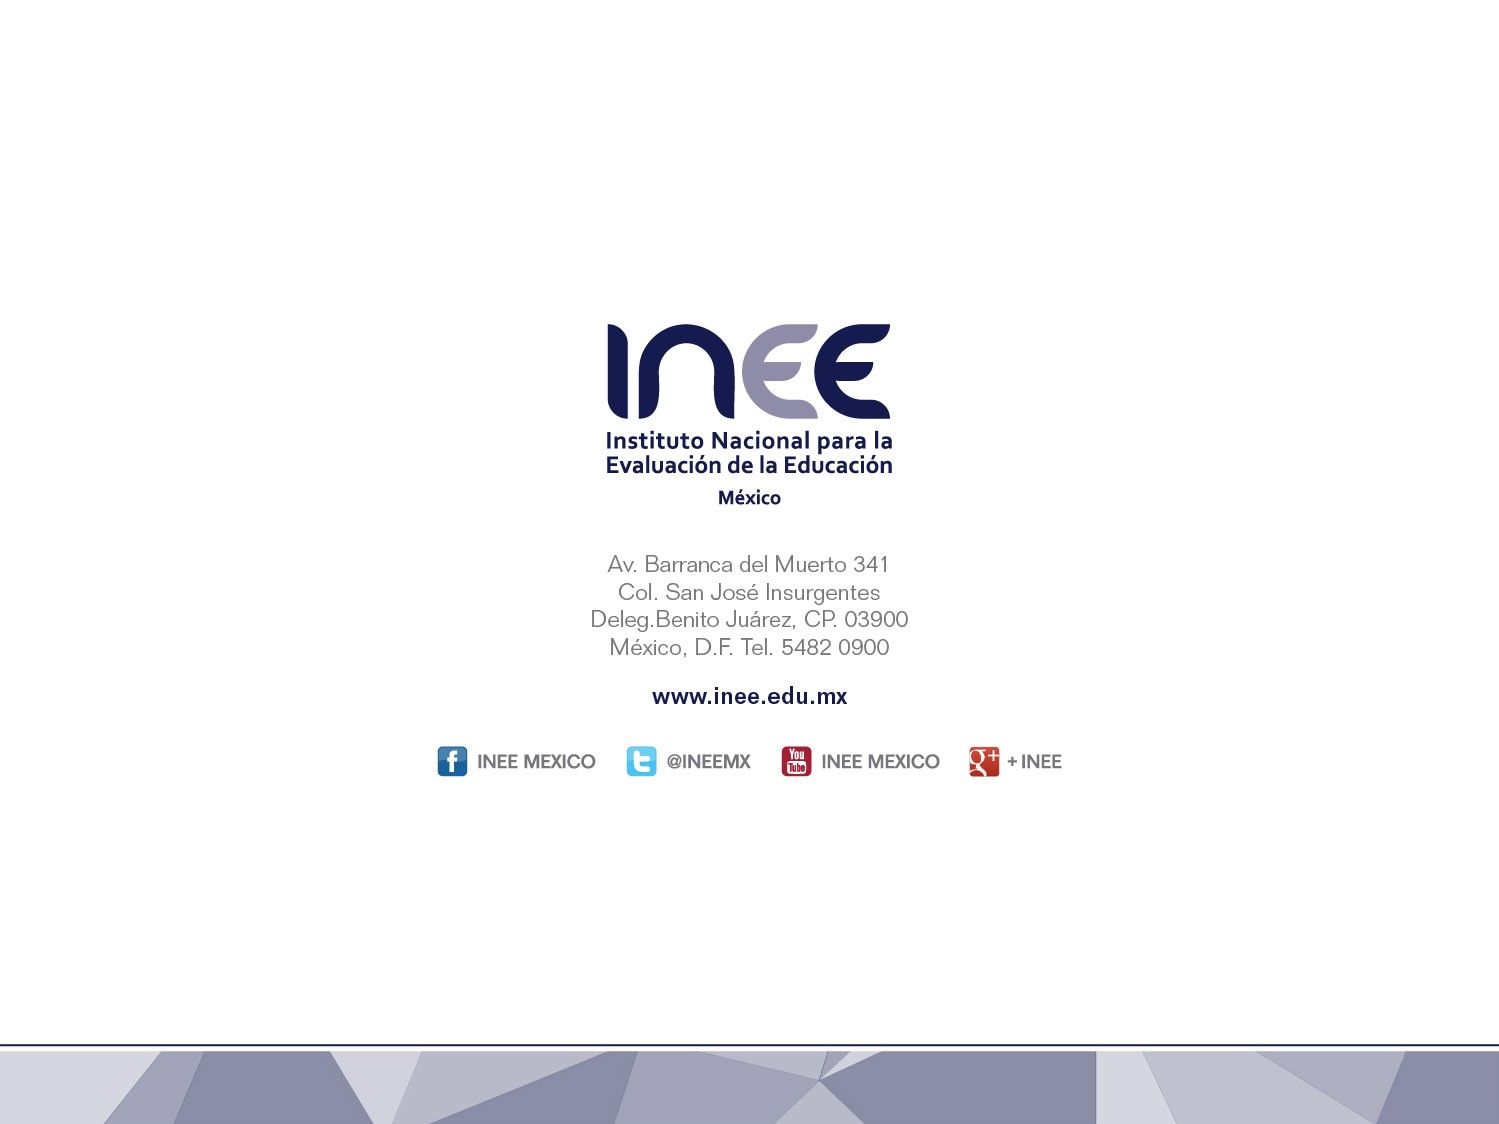 INEE
Instituto Nacional para la
Evaluación de la Educación
México
Av. Barranca del Muerto 341
Col. San José Insurgentes
Deleg.Benito Juárez, CP. 03900
México, D.F. Tel. 5482 0900
www.inee.edu.mx
f INEE MEXICO t @INEEMX You Tube INEE MEXICO g+ + INEE